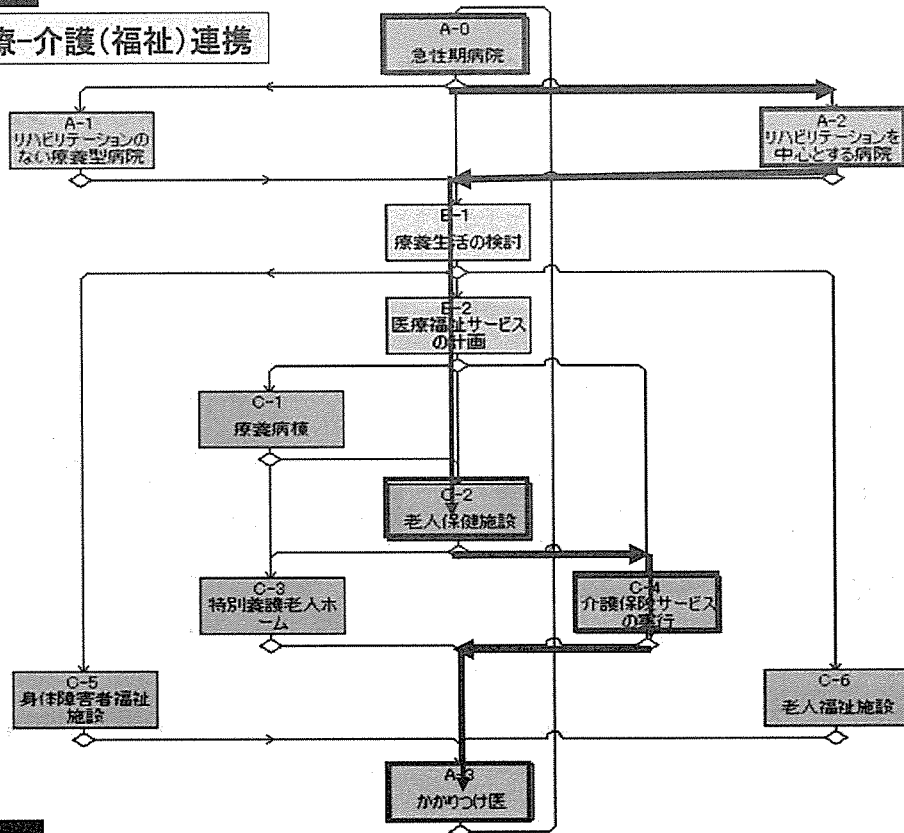 療-介護(福祉)連携
A-0
急性期病院
A-1
リハビリテーションの
ない療養型病院
A-2
リハビリテーションを
中心とする病院
B-1
療養生活の検討
B-2
医療福祉サービス
の計画
C-1
療養病棟
C-2
老人保健施設
C-3
特別養護老人ホ
ーム
C-4
介護保険サービス
の実行
C-5
身体障害者福祉
施設
C-6
老人福祉施設
A-3
かかりつけ医